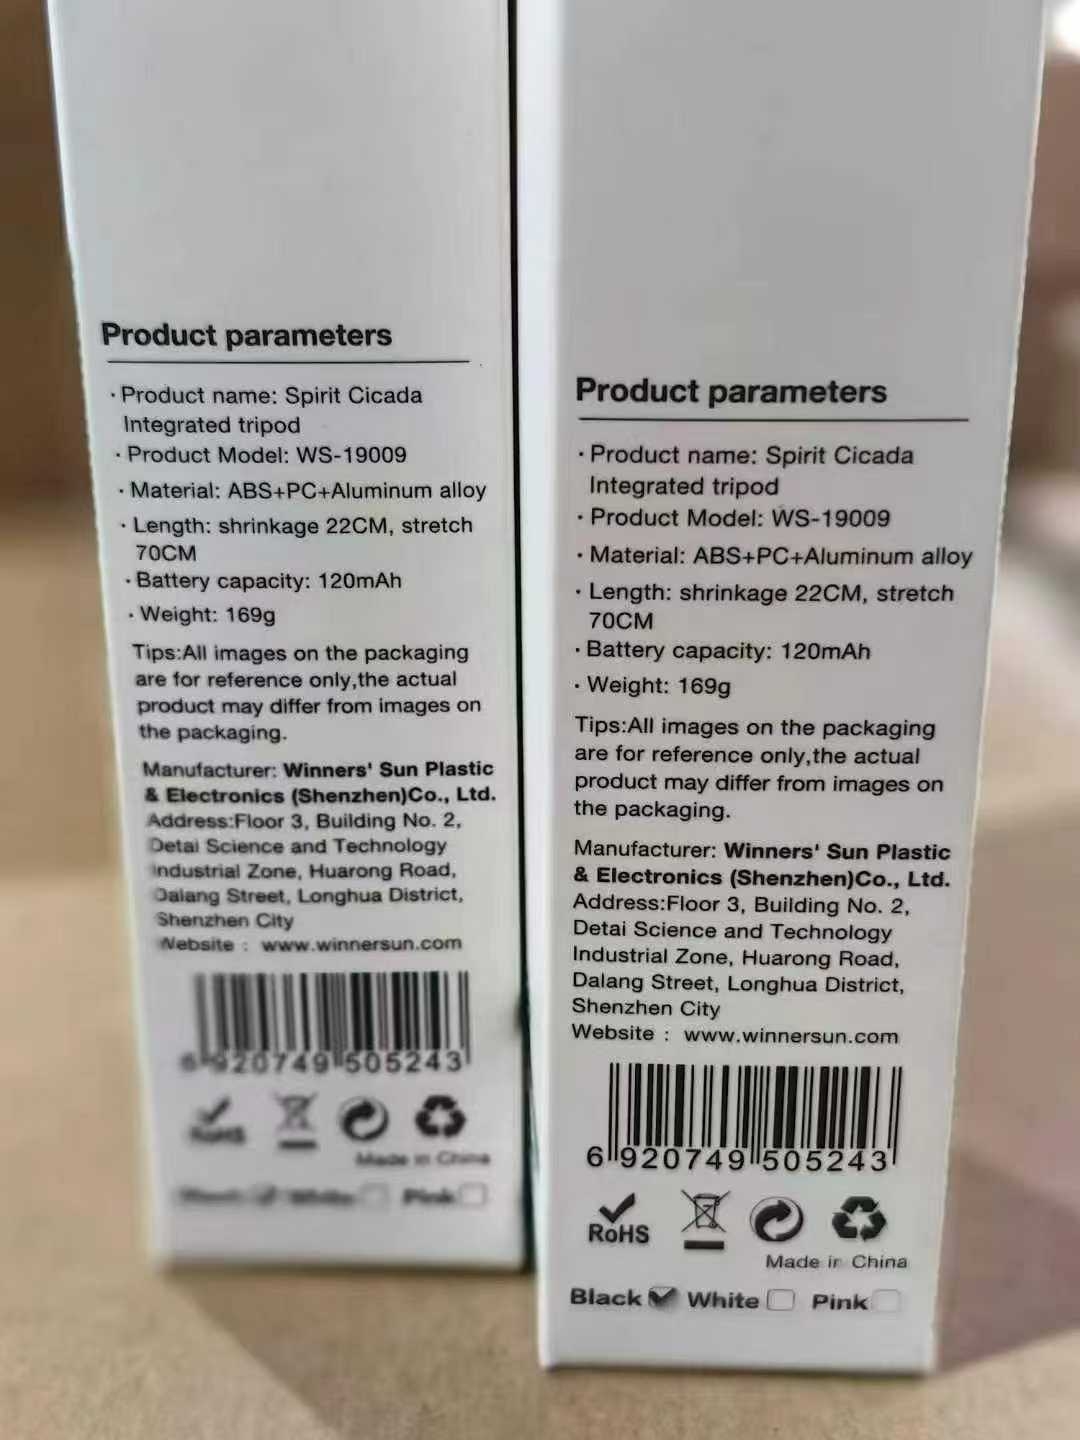 Product parameters
· Product name: Spirit Cicada
Integrated tripod
· Product Model: WS-19009
· Material: ABS+PC+Aluminum alloy
· Length: shrinkage 22CM, stretch
70CM
· Battery capacity: 120mAh
· Weight: 169g
Tips:All images on the packaging
are for reference only,the actual
product may differ from images on
the packaging.
Manufacturer: Winners' Sun Plastic
& Electronics (Shenzhen)Co., Ltd.
Address:Floor 3, Building No. 2,
Detai Science and Technology
Industrial Zone, Huarong Road,
Dalang Street, Longhua District,
Shenzhen City
Website : www.winnersun.com
6 920749 505243
RoHS
Made in China
Black White Pink
Product parameters
· Product name: Spirit Cicada
Integrated tripod
· Product Model: WS-19009
· Material: ABS+PC+Aluminum alloy
· Length: shrinkage 22CM, stretch
70CM
· Battery capacity: 120mAh
· Weight: 169g
Tips:All images on the packaging
are for reference only,the actual
product may differ from images on
the packaging.
Manufacturer: Winners' Sun Plastic
& Electronics (Shenzhen)Co., Ltd.
Address:Floor 3, Building No. 2,
Detai Science and Technology
Industrial Zone, Huarong Road,
Dalang Street, Longhua District,
Shenzhen City
Website : www.winnersun.com
6 920749 505243
RoHS
Made in China
Black White Pink